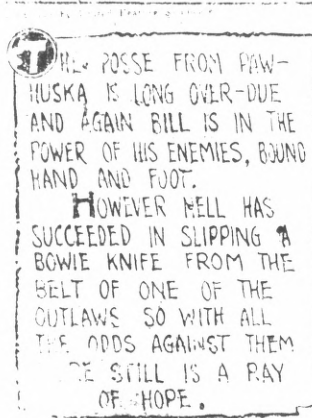 THE POSSE FROM PAW-
HUSKA IS LONG OVER-DUE
AND AGAIN BILL IS IN THE
POWER OF HIS ENEMIES, BOUND
HAND AND FOOT.
HOWEVER NELL HAS
SUCCEEDED IN SLIPPING A
BOWIE KNIFE FROM THE
BELT OF ONE OF THE
OUTLAWS SO WITH ALL
THE ODDS AGAINST THEM
STILL IS A RAY
OF HOPE.